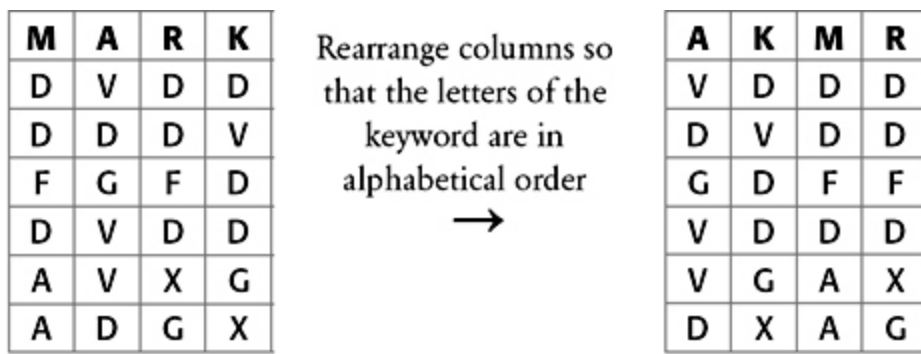 M A R K
D V D D
D D D V
F G F D
D V D D
A V X G
A D G X
Rearrange columns so
that the letters of the
keyword are in
alphabetical order
A K M R
V D D D
D V D D
G D F F
V D D D
V G A X
D X A G